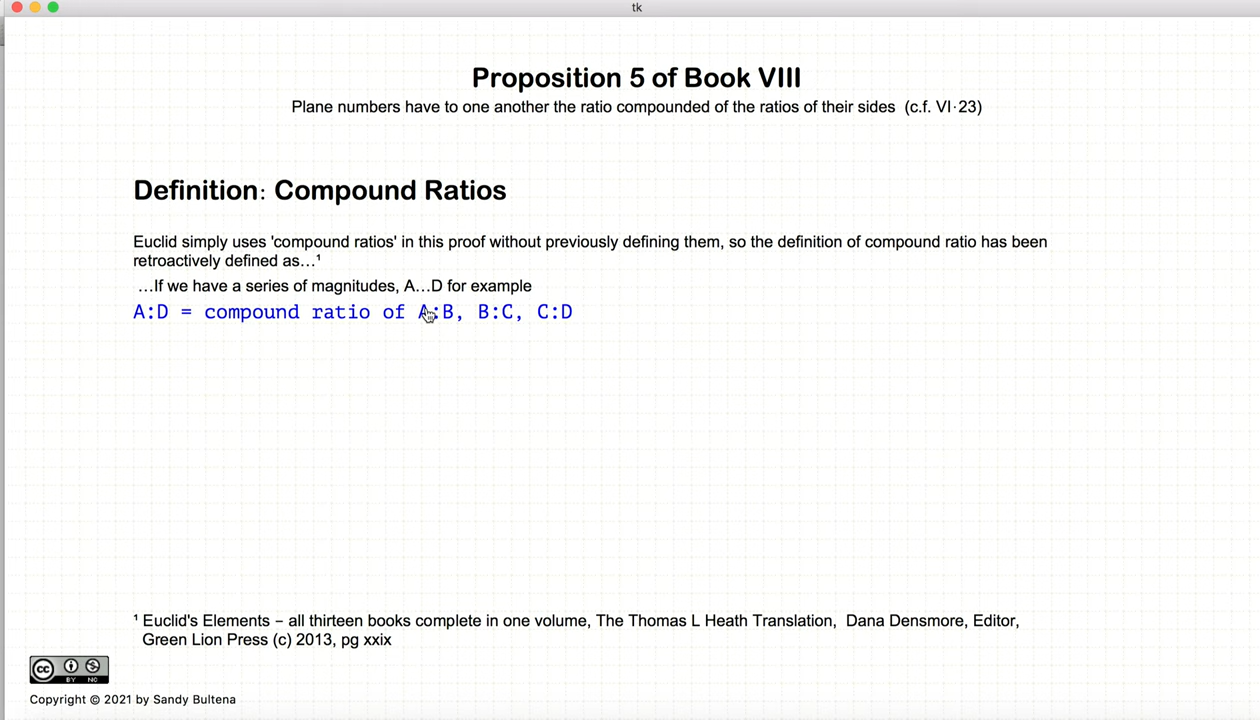 tk
Proposition 5 of Book VIII
Plane numbers have to one another the ratio compounded of the ratios of their sides (c.f. VI·23)
Definition: Compound Ratios
Euclid simply uses 'compound ratios' in this proof without previously defining them, so the definition of compound ratio has been
retroactively defined as...¹
...If we have a series of magnitudes, A...D for example
A:D = compound ratio of A:B, B:C, C:D
¹ Euclid's Elements – all thirteen books complete in one volume, The Thomas L Heath Translation, Dana Densmore, Editor,
Green Lion Press (c) 2013, pg xxix
cc
BY NC
Copyright © 2021 by Sandy Bultena